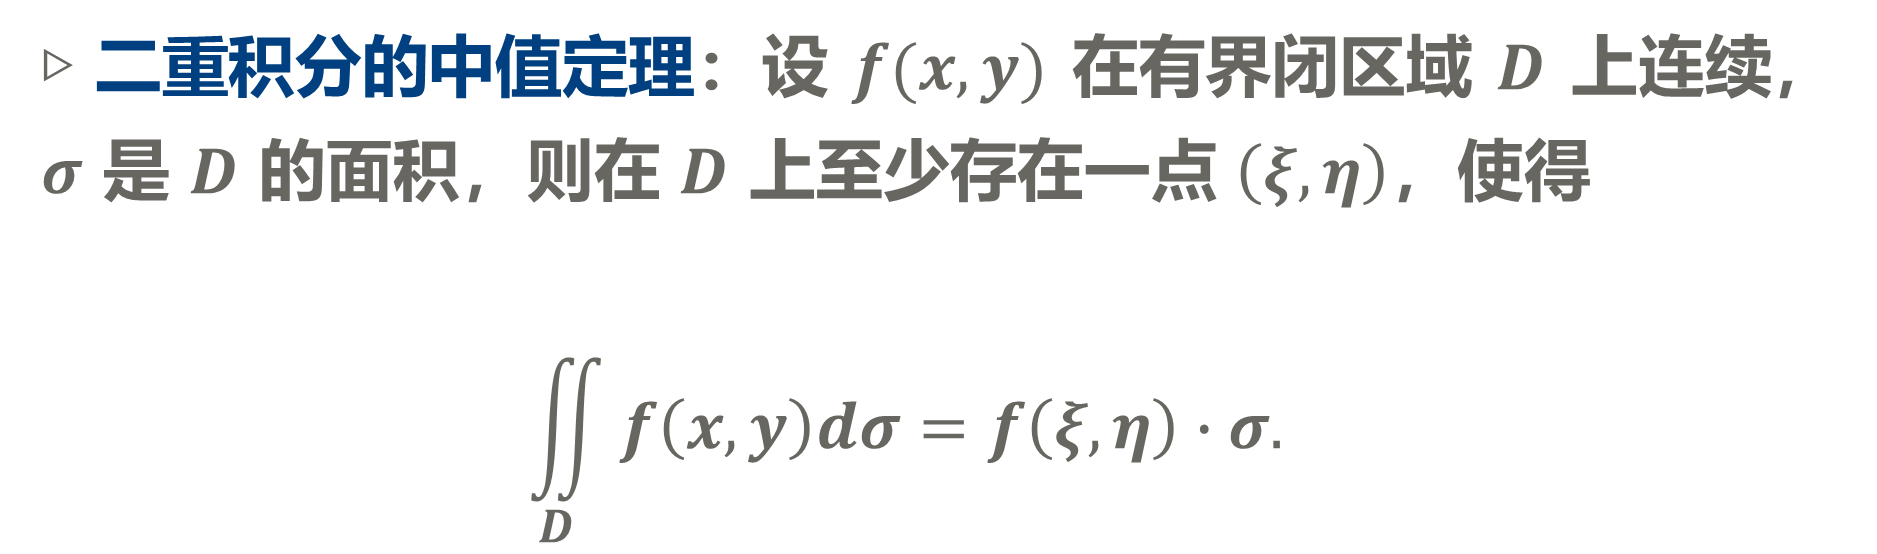 ▷ 二重积分的中值定理：设 f(x, y) 在有界闭区域 D 上连续，
σ 是 D 的面积，则在 D 上至少存在一点 (ξ, η)，使得
∬_D f(x, y)dσ = f(ξ, η) · σ.